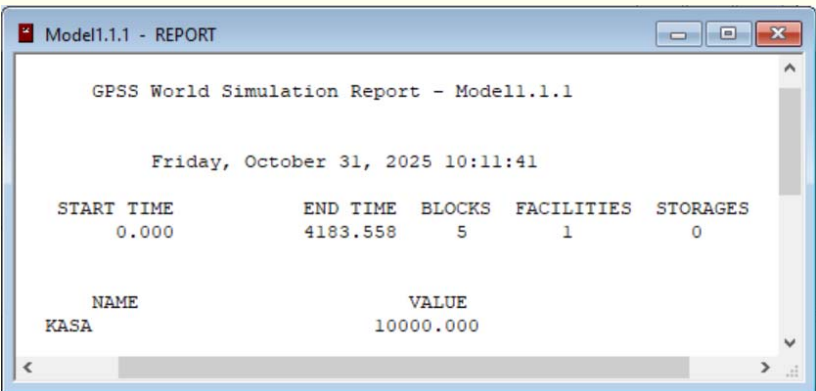 Model1.1.1 - REPORT
GPSS World Simulation Report - Model1.1.1
Friday, October 31, 2025 10:11:41
START TIME END TIME BLOCKS FACILITIES STORAGES
0.000 4183.558 5 1 0
NAME VALUE
KASA 10000.000